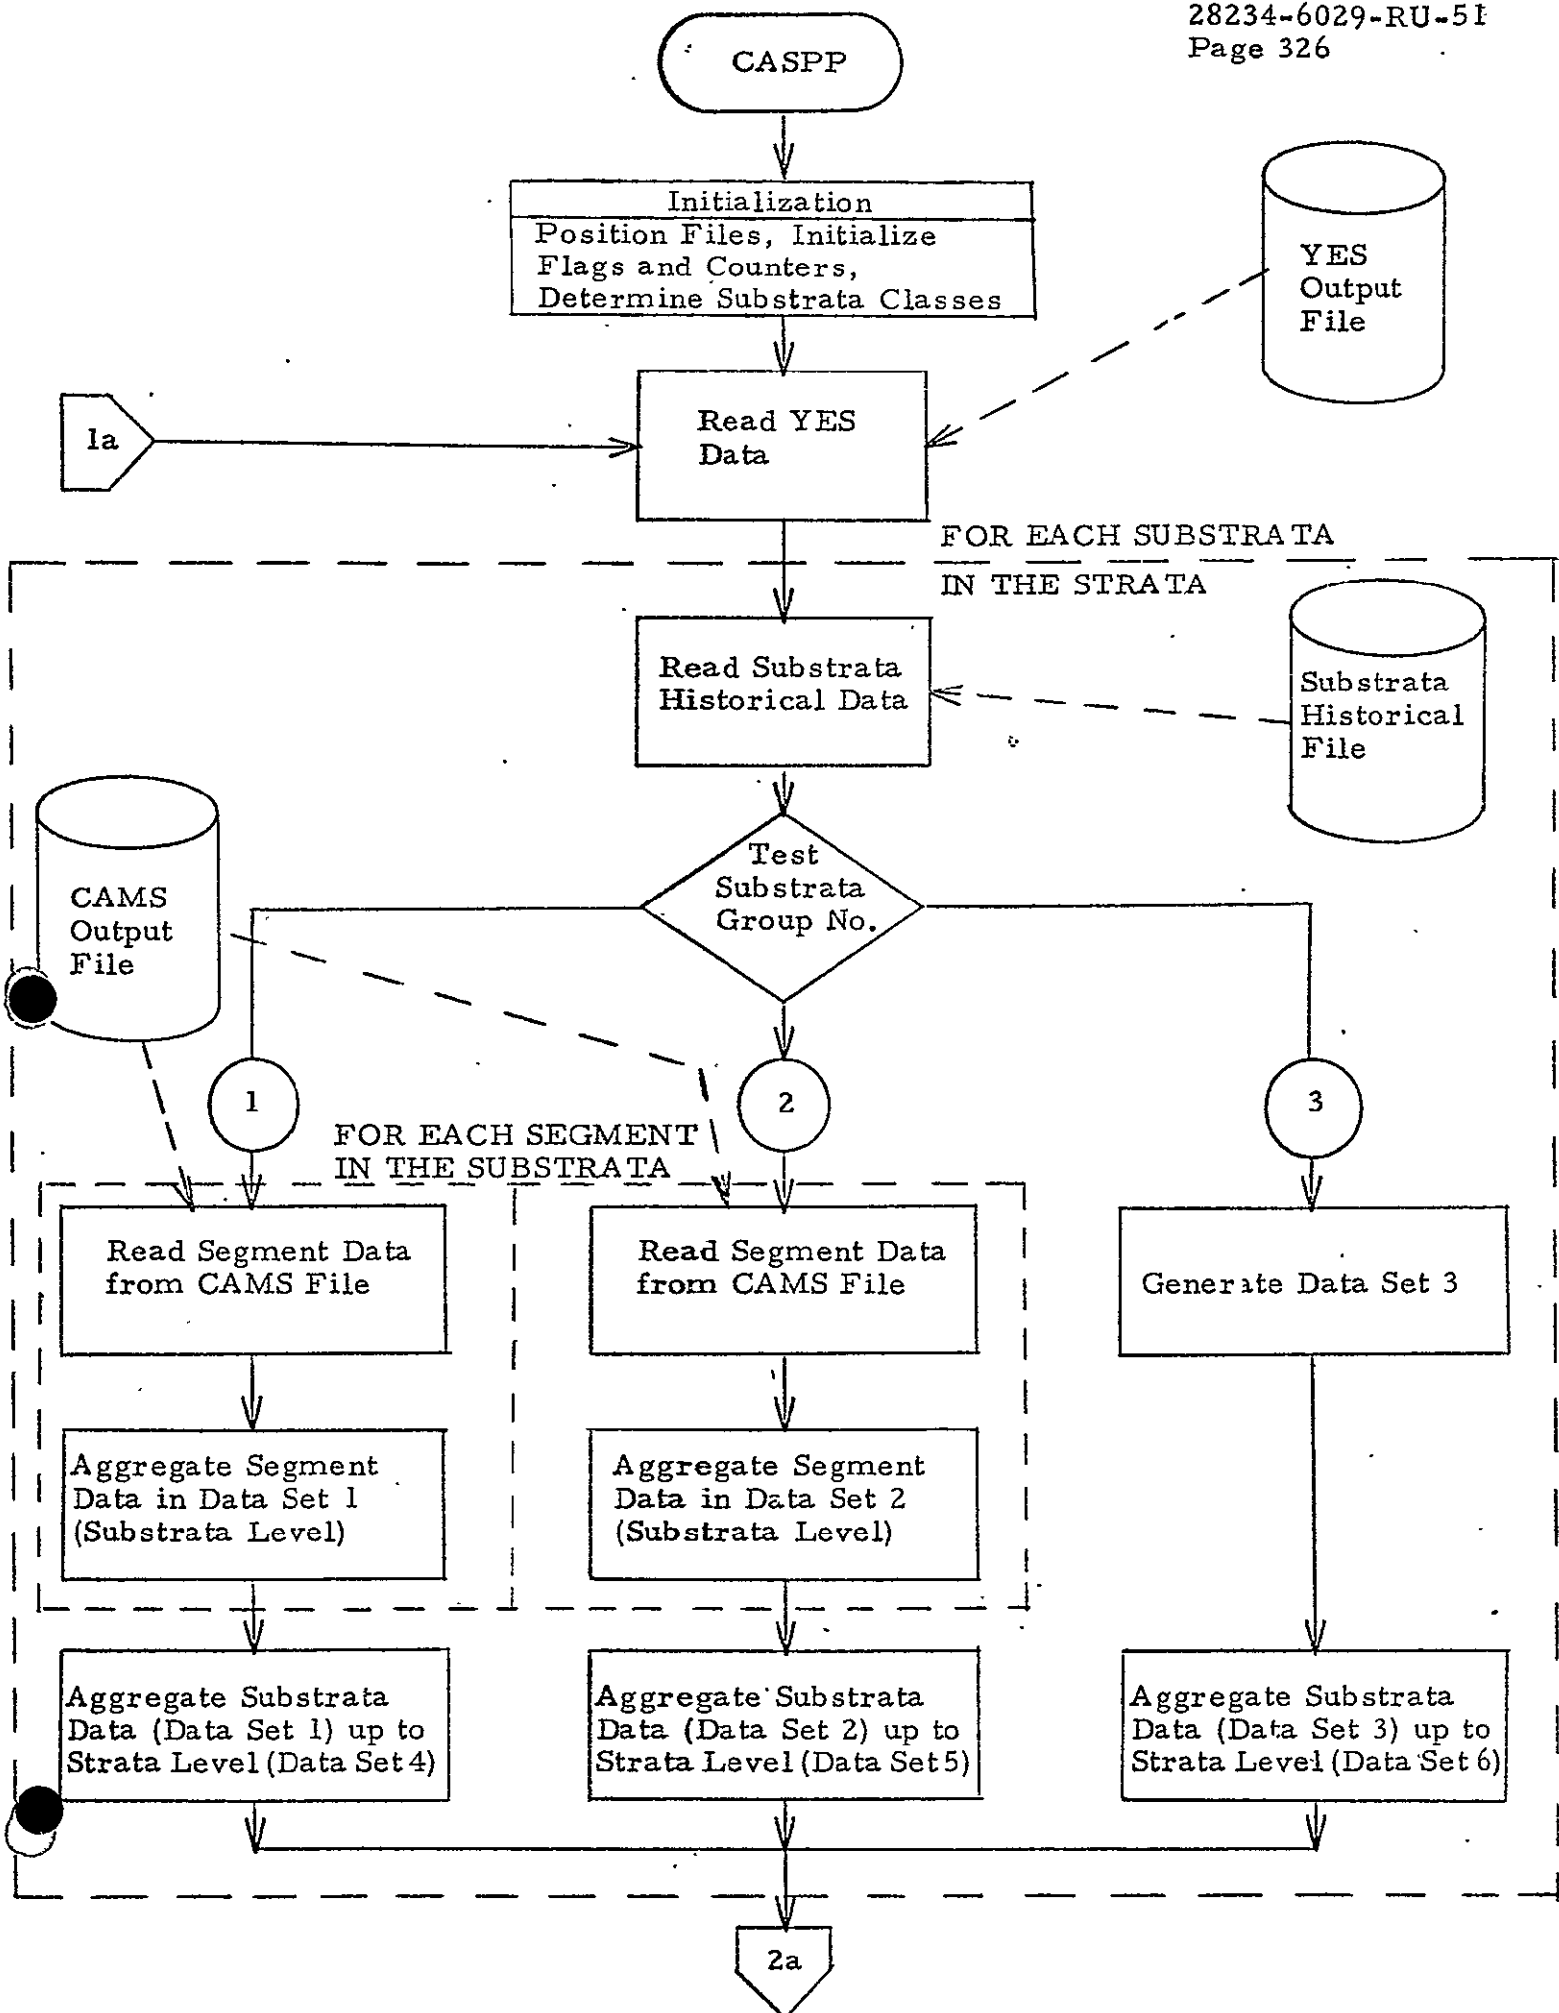 28234-6029-RU-51
Page 326
CASPP
Initialization
Position Files, Initialize
Flags and Counters,
Determine Substrata Classes
YES
Output
File
1a
Read YES
Data
FOR EACH SUBSTRATA
IN THE STRATA
Read Substrata
Historical Data
Substrata
Historical
File
CAMS
Output
File
Test
Substrata
Group No.
1
2
3
FOR EACH SEGMENT
IN THE SUBSTRATA
Read Segment Data
from CAMS File
Read Segment Data
from CAMS File
Generate Data Set 3
Aggregate Segment
Data in Data Set 1
(Substrata Level)
Aggregate Segment
Data in Data Set 2
(Substrata Level)
Aggregate Substrata
Data (Data Set 1) up to
Strata Level (Data Set 4)
Aggregate Substrata
Data (Data Set 2) up to
Strata Level (Data Set 5)
Aggregate Substrata
Data (Data Set 3) up to
Strata Level (Data Set 6)
2a